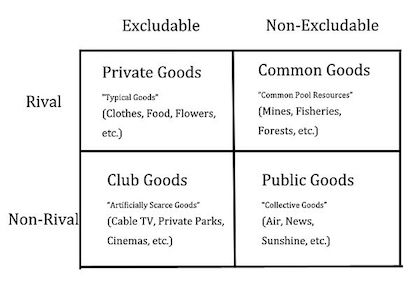 Excludable
Non-Excludable
Rival
Private Goods
"Typical Goods"
(Clothes, Food, Flowers,
etc.)
Common Goods
"Common Pool Resources"
(Mines, Fisheries,
Forests, etc.)
Non-Rival
Club Goods
"Artificially Scarce Goods"
(Cable TV, Private Parks,
Cinemas, etc.)
Public Goods
"Collective Goods"
(Air, News,
Sunshine, etc.)